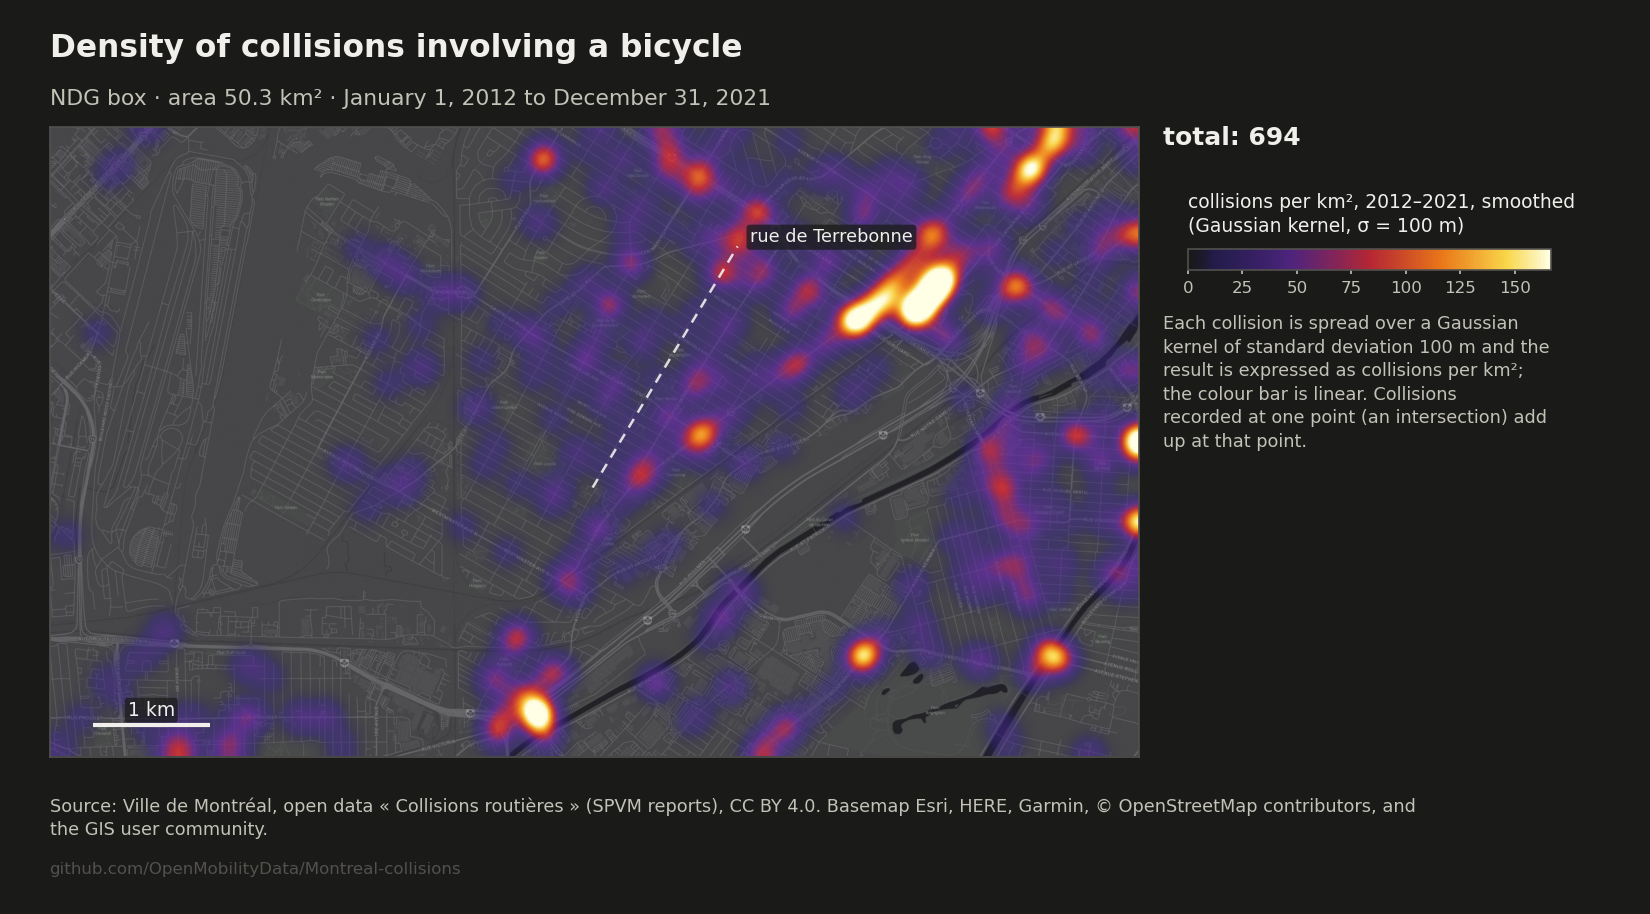 Density of collisions involving a bicycle
NDG box · area 50.3 km² · January 1, 2012 to December 31, 2021
total: 694
collisions per km², 2012–2021, smoothed
(Gaussian kernel, σ = 100 m)
0 25 50 75 100 125 150
Each collision is spread over a Gaussian
kernel of standard deviation 100 m and the
result is expressed as collisions per km²;
the colour bar is linear. Collisions
recorded at one point (an intersection) add
up at that point.
rue de Terrebonne
1 km
Source: Ville de Montréal, open data « Collisions routières » (SPVM reports), CC BY 4.0. Basemap Esri, HERE, Garmin, © OpenStreetMap contributors, and
the GIS user community.
github.com/OpenMobilityData/Montreal-collisions